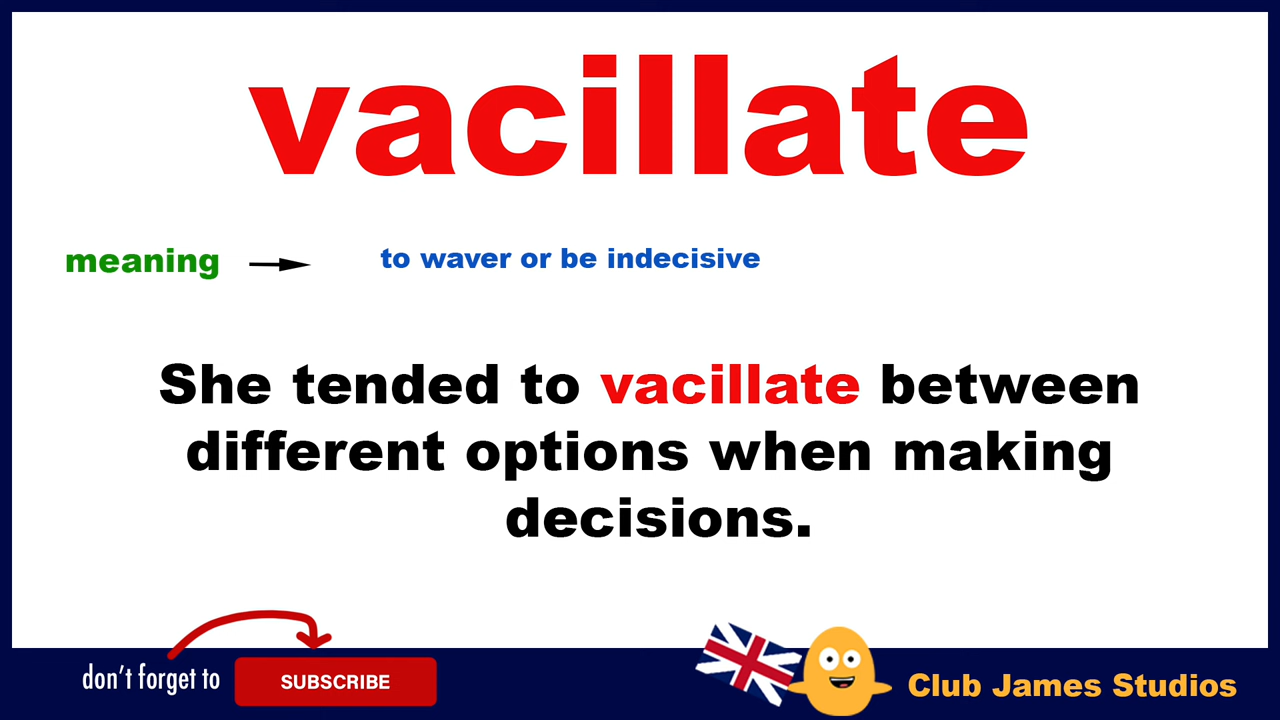 vacillate
meaning
to waver or be indecisive
She tended to vacillate between
different options when making
decisions.
don't forget to
SUBSCRIBE
Club James Studios